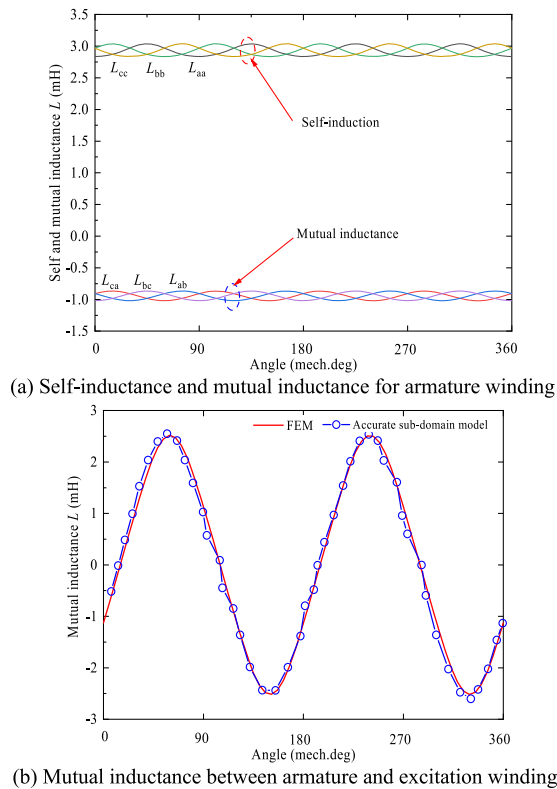 3.5
3.0
2.5
2.0
1.5
1.0
0.5
0.0
-0.5
-1.0
-1.5
Self and mutual inductance L (mH)
Lcc Lbb Laa
Self-induction
Mutual inductance
Lca Lbc Lab
0 90 180 270 360
Angle (mech.deg)
(a) Self-inductance and mutual inductance for armature winding
3
2
1
0
-1
-2
-3
Mutual inductance L (mH)
FEM Accurate sub-domain model
0 90 180 270 360
Angle (mech.deg)
(b) Mutual inductance between armature and excitation winding